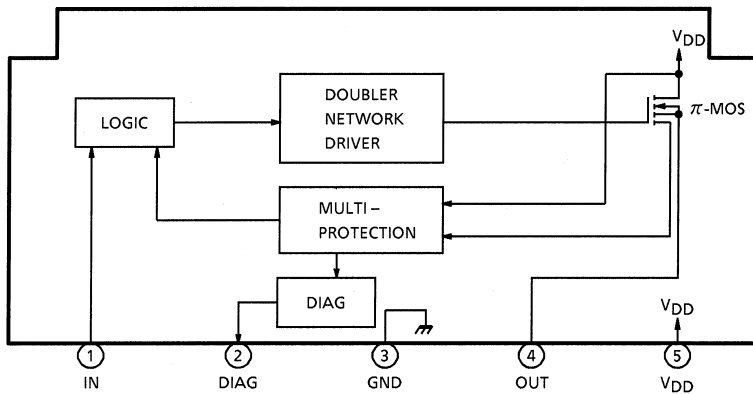 VDD
π-MOS
LOGIC
DOUBLER
NETWORK
DRIVER
MULTI –
PROTECTION
DIAG
VDD
1
2
3
4
5
IN
DIAG
GND
OUT
VDD